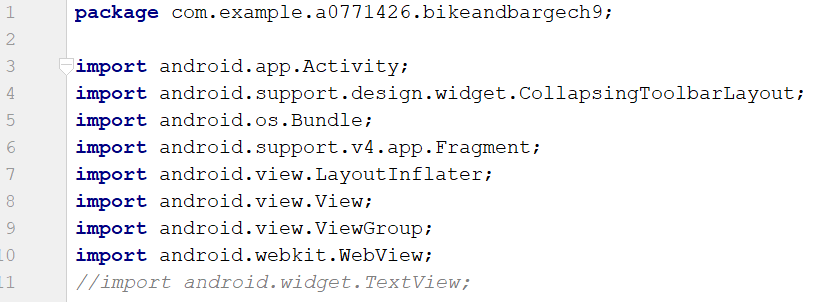 1 package com.example.a0771426.bikeandbargech9;
2
3 import android.app.Activity;
4 import android.support.design.widget.CollapsingToolbarLayout;
5 import android.os.Bundle;
6 import android.support.v4.app.Fragment;
7 import android.view.LayoutInflater;
8 import android.view.View;
9 import android.view.ViewGroup;
10 import android.webkit.WebView;
11 //import android.widget.TextView;